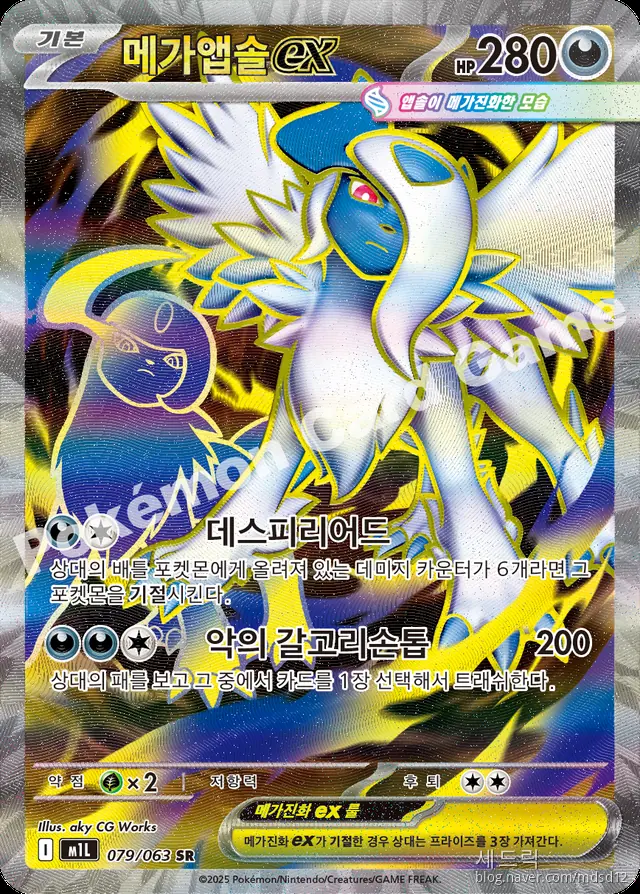 기본
메가앱솔 ex
HP 280
앱솔이 메가진화한 모습
Pokémon Card Game
데스피리어드
상대의 배틀 포켓몬에게 올려져 있는 데미지 카운터가 6개라면 그
포켓몬을 기절시킨다.
악의 갈고리손톱 200
상대의 패를 보고 그 중에서 카드를 1장 선택해서 트래쉬한다.
약점 ×2 저항력 후퇴
메가진화 ex 룰
메가진화 ex가 기절한 경우 상대는 프라이즈를 3장 가져간다.
Illus. aky CG Works
I M1L 079/063 SR
©2025 Pokémon/Nintendo/Creatures/GAME FREAK.
세드릭
blog.naver.com/mdsd12